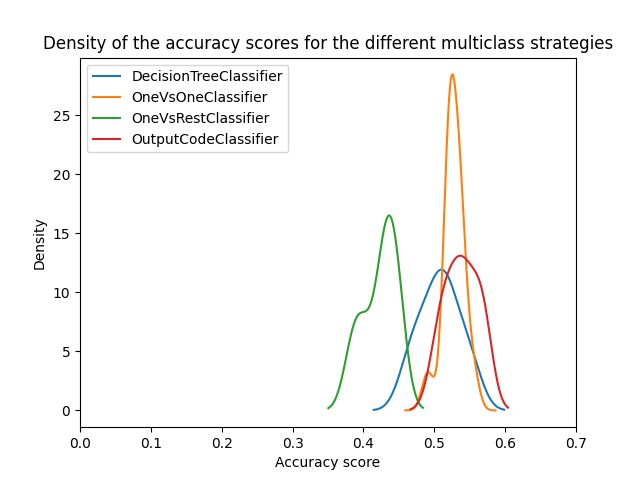 Density of the accuracy scores for the different multiclass strategies
DecisionTreeClassifier
OneVsOneClassifier
OneVsRestClassifier
OutputCodeClassifier
25
20
15
10
5
0
Density
0.0 0.1 0.2 0.3 0.4 0.5 0.6 0.7
Accuracy score